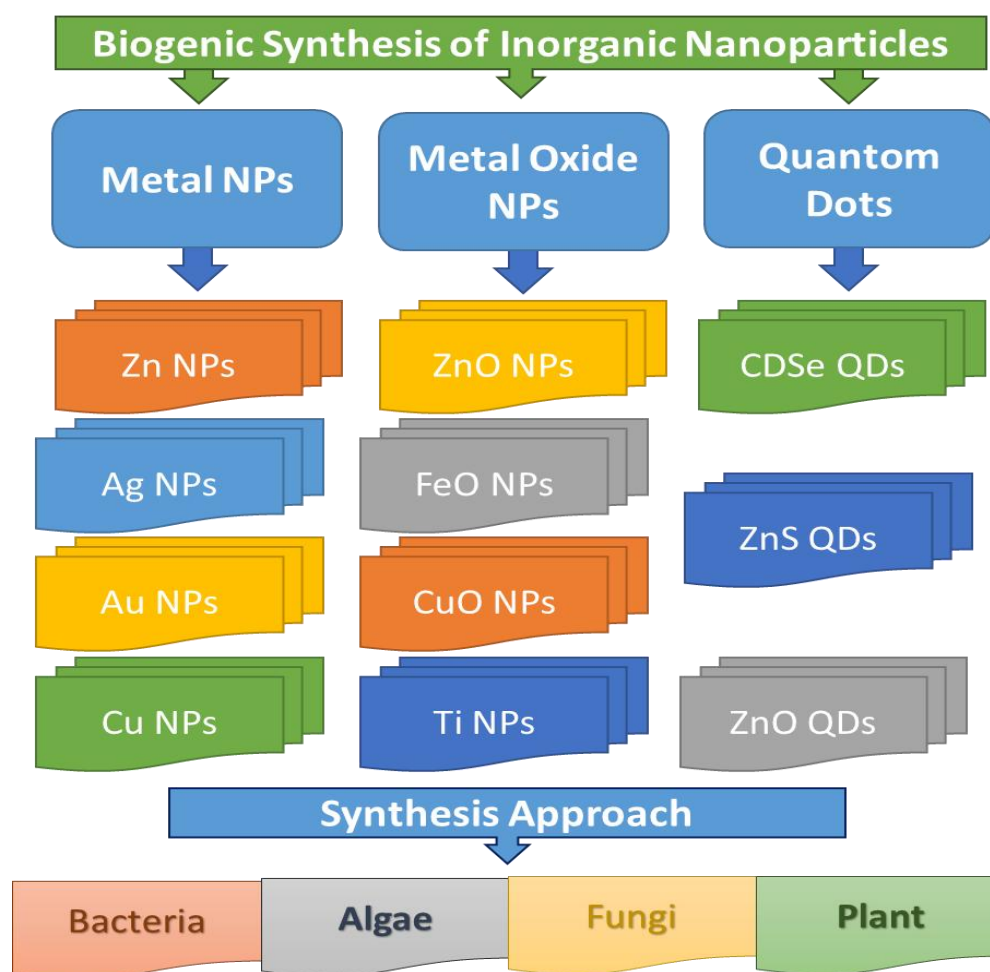 Biogenic Synthesis of Inorganic Nanoparticles
Metal NPs
Metal Oxide
NPs
Quantom
Dots
Zn NPs
Ag NPs
Au NPs
Cu NPs
ZnO NPs
FeO NPs
CuO NPs
Ti NPs
CDSe QDs
ZnS QDs
ZnO QDs
Synthesis Approach
Bacteria
Algae
Fungi
Plant